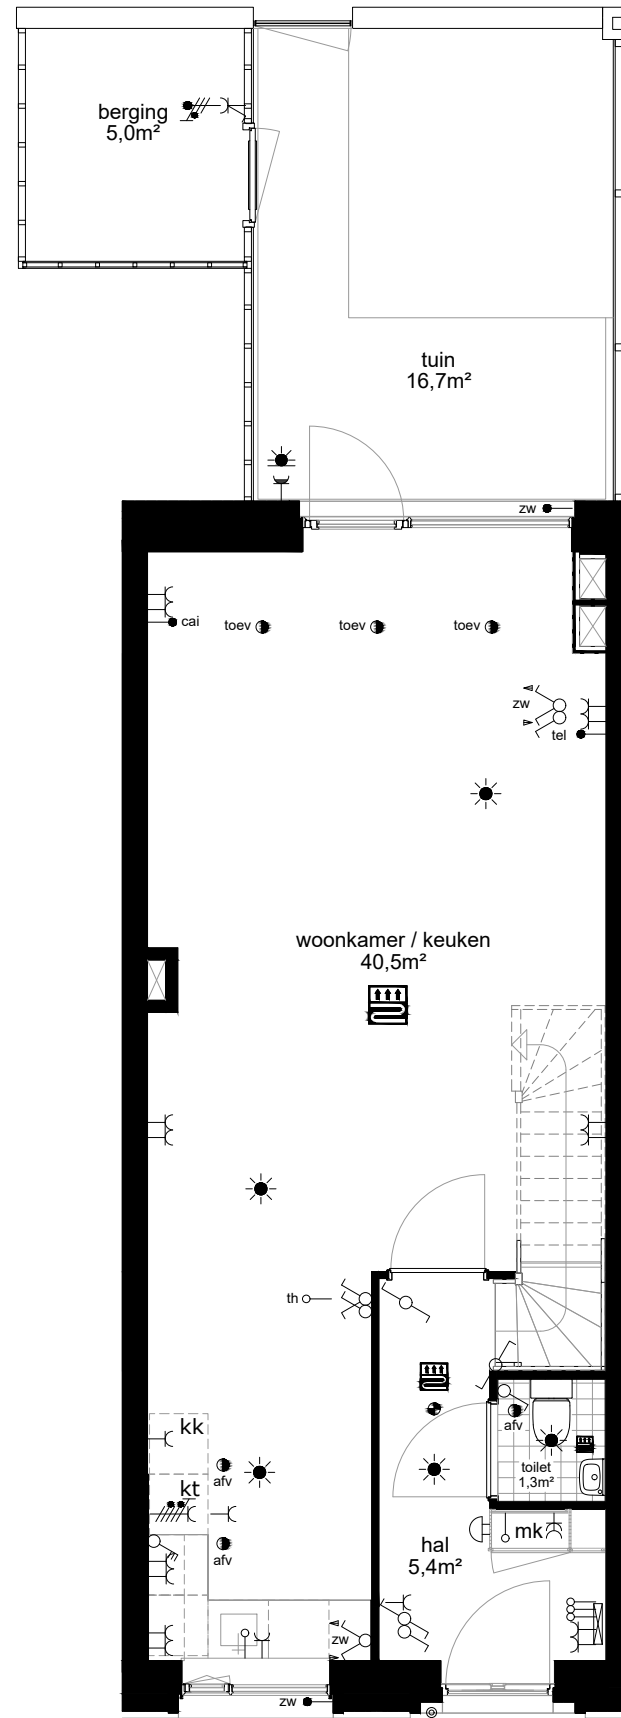 berging
5,0m²
tuin
16,7m²
zw
cai
toev
toev
toev
zw
tel
woonkamer / keuken
40,5m²
th
kk
afv
afv
toilet
1,3m²
kt
mk
afv
hal
5,4m²
zw
zw